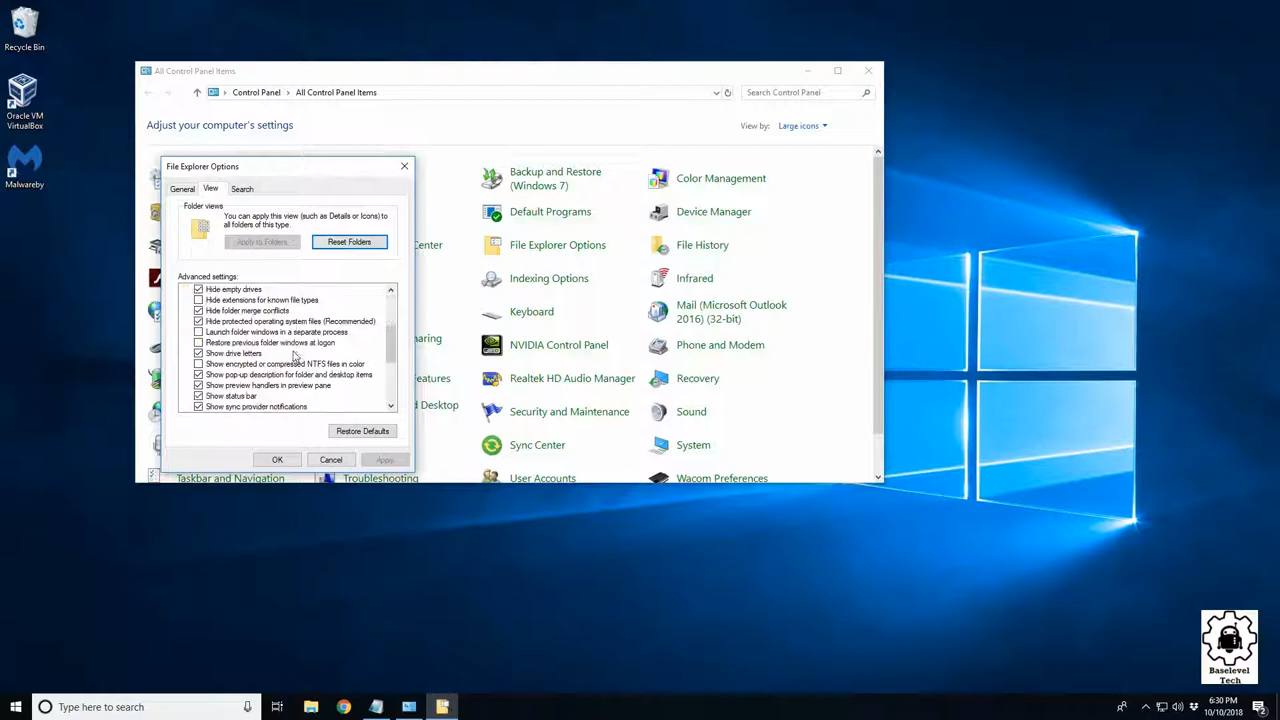 Recycle Bin
Oracle VM
VirtualBox
Malwareby
All Control Panel Items
Control Panel > All Control Panel Items
Search Control Panel
Adjust your computer's settings
View by: Large icons
File Explorer Options
General View Search
Folder views
You can apply this view (such as Details or Icons) to
all folders of this type.
Apply to Folders
Reset Folders
Advanced settings:
Hide empty drives
Hide extensions for known file types
Hide folder merge conflicts
Hide protected operating system files (Recommended)
Launch folder windows in a separate process
Restore previous folder windows at logon
Show drive letters
Show encrypted or compressed NTFS files in color
Show pop-up description for folder and desktop items
Show preview handlers in preview pane
Show status bar
Show sync provider notifications
Restore Defaults
OK Cancel Apply
Center
aring
eatures
d Desktop
Taskbar and Navigation
Troubleshooting
Backup and Restore
(Windows 7)
Default Programs
File Explorer Options
Indexing Options
Keyboard
NVIDIA Control Panel
Realtek HD Audio Manager
Security and Maintenance
Sync Center
User Accounts
Color Management
Device Manager
File History
Infrared
Mail (Microsoft Outlook
2016) (32-bit)
Phone and Modem
Recovery
Sound
System
Wacom Preferences
Baselevel
Tech
Type here to search
6:30 PM
10/10/2018
2